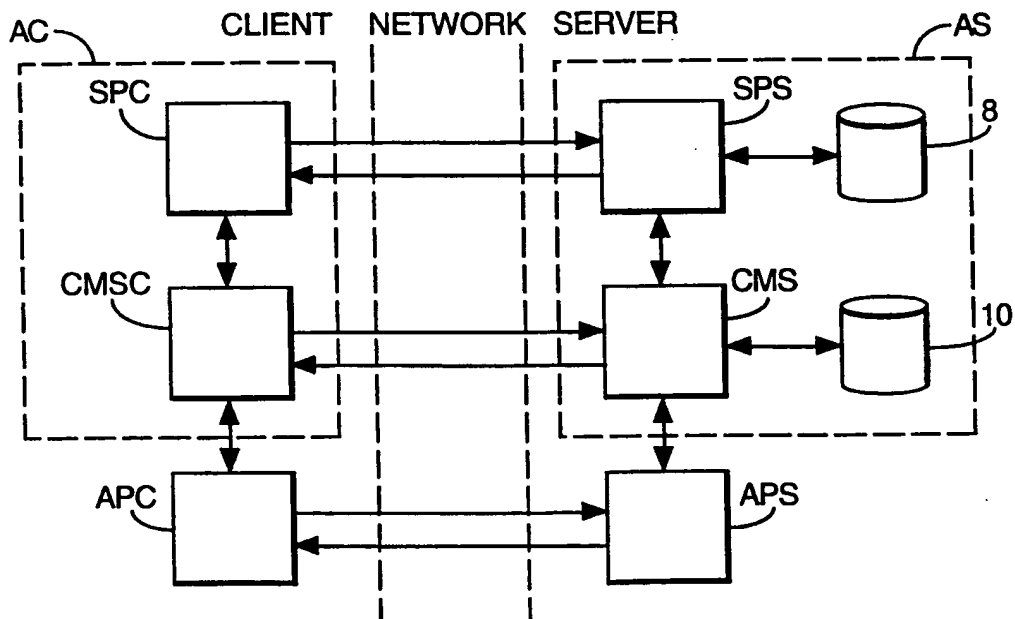 AC CLIENT NETWORK SERVER AS
SPC SPS 8
CMSC CMS 10
APC APS